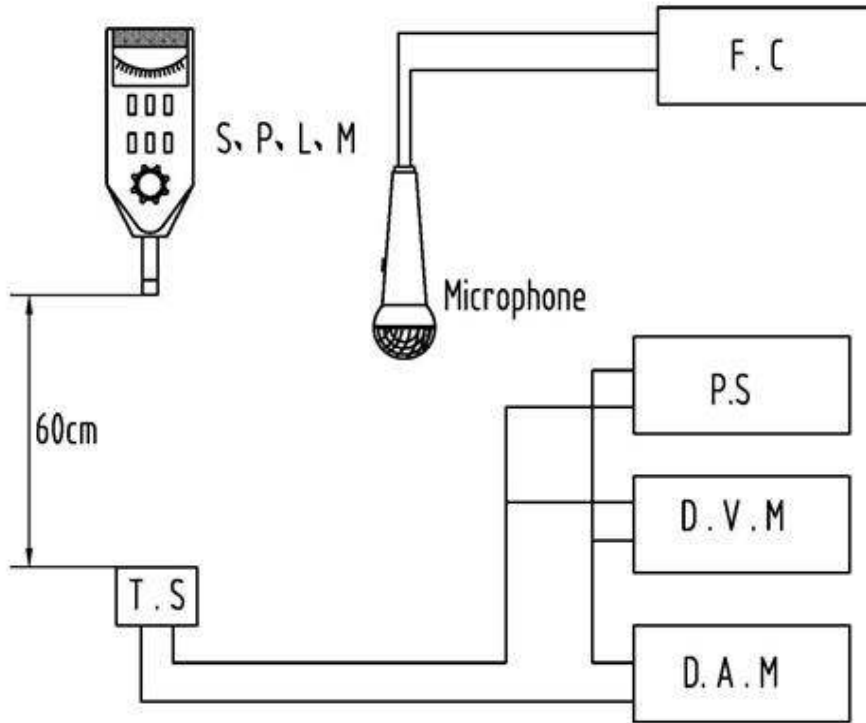 F.C
S、P、L、M
Microphone
P.S
60cm
D.V.M
T.S
D.A.M